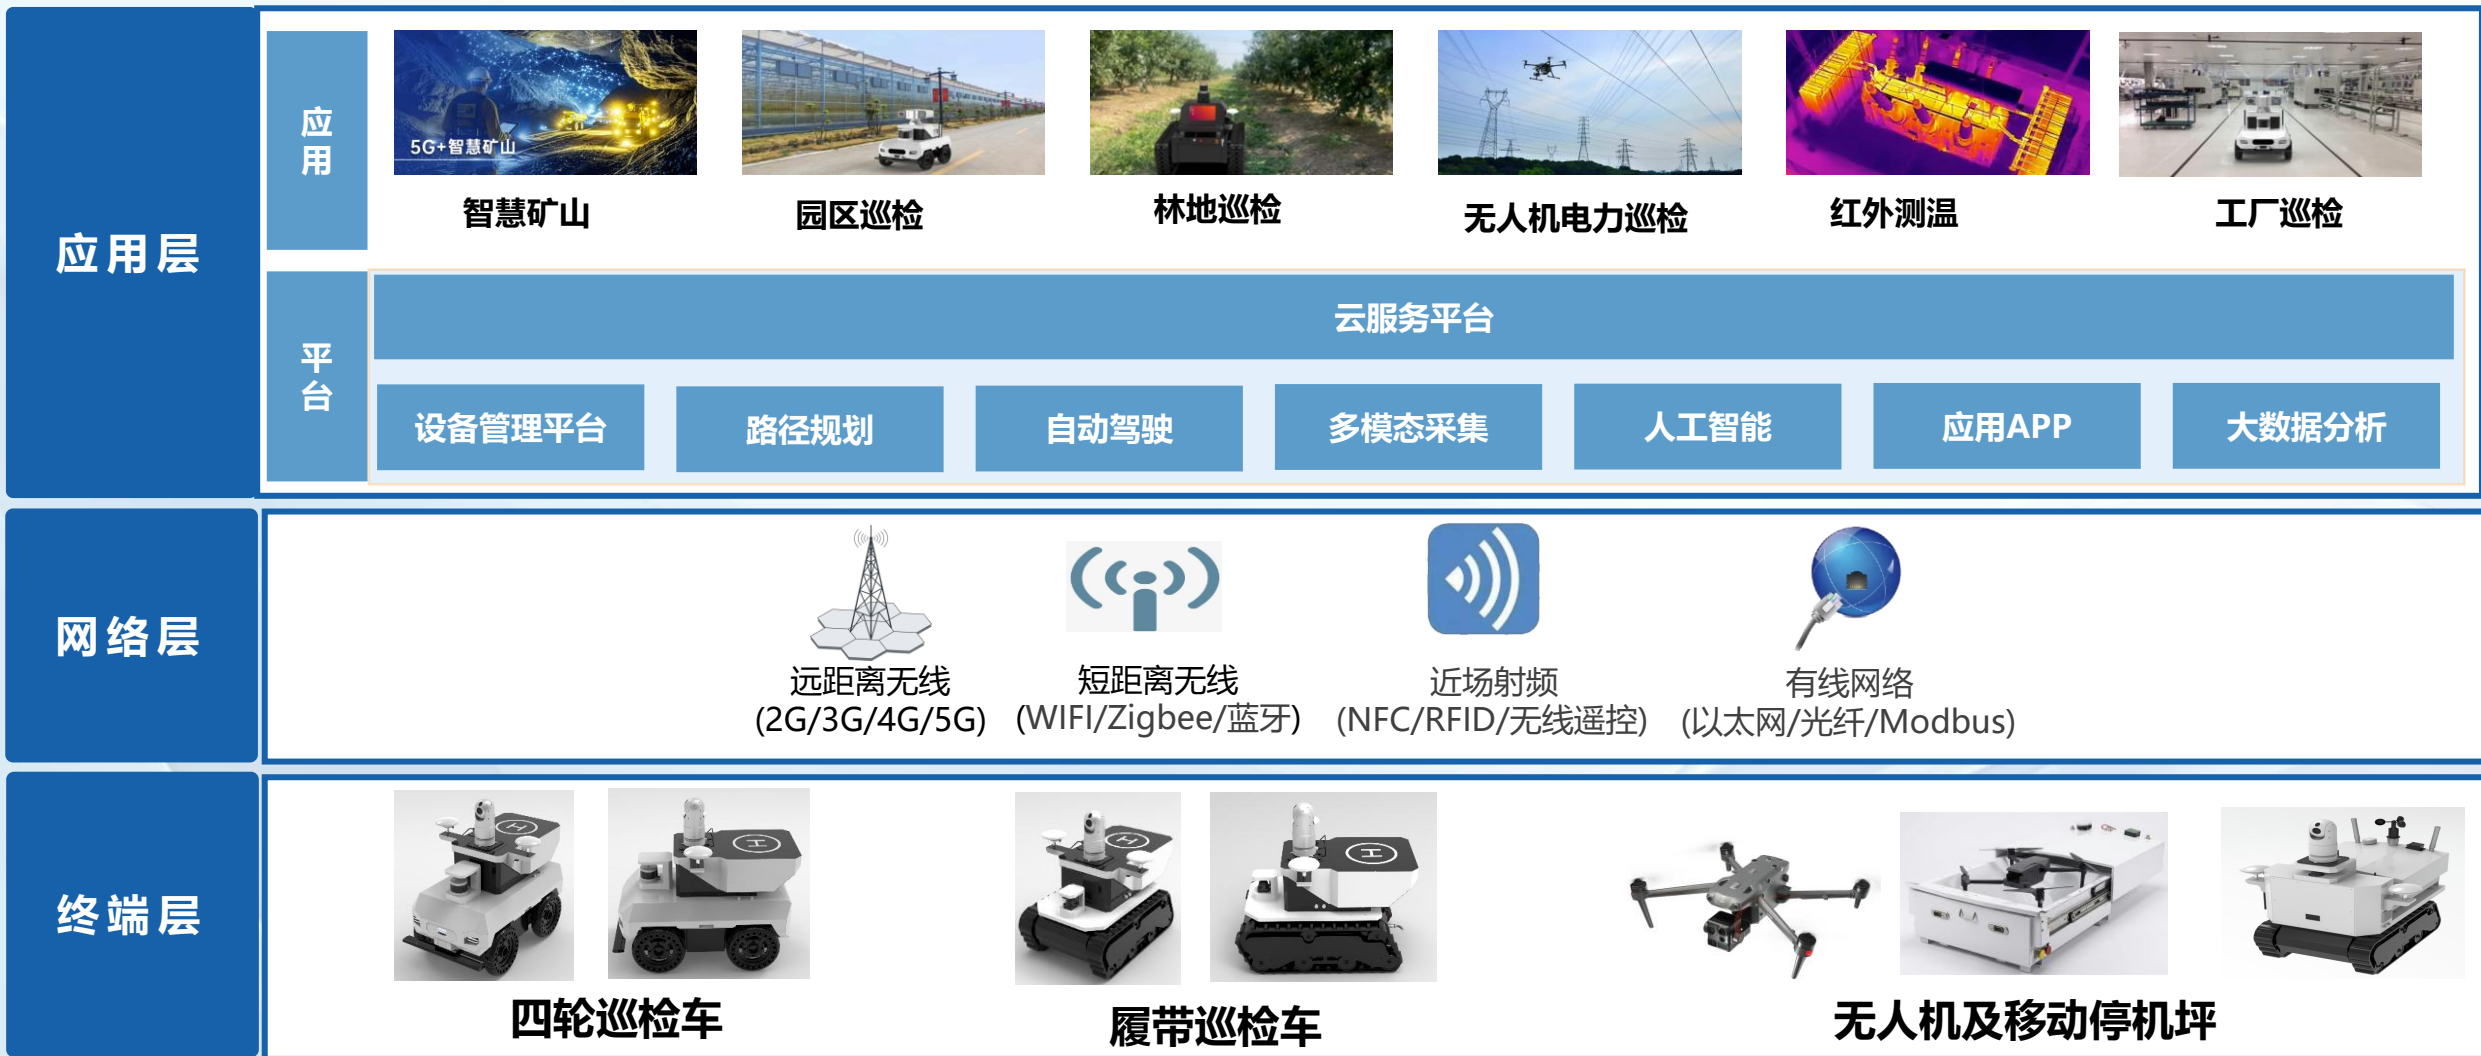 应用层
应用
5G+智慧矿山
智慧矿山
园区巡检
林地巡检
无人机电力巡检
红外测温
工厂巡检
平台
云服务平台
设备管理平台
路径规划
自动驾驶
多模态采集
人工智能
应用APP
大数据分析
网络层
远距离无线
(2G/3G/4G/5G)
短距离无线
(WIFI/Zigbee/蓝牙)
近场射频
(NFC/RFID/无线遥控)
有线网络
(以太网/光纤/Modbus)
终端层
H
H
H
H
四轮巡检车
履带巡检车
无人机及移动停机坪